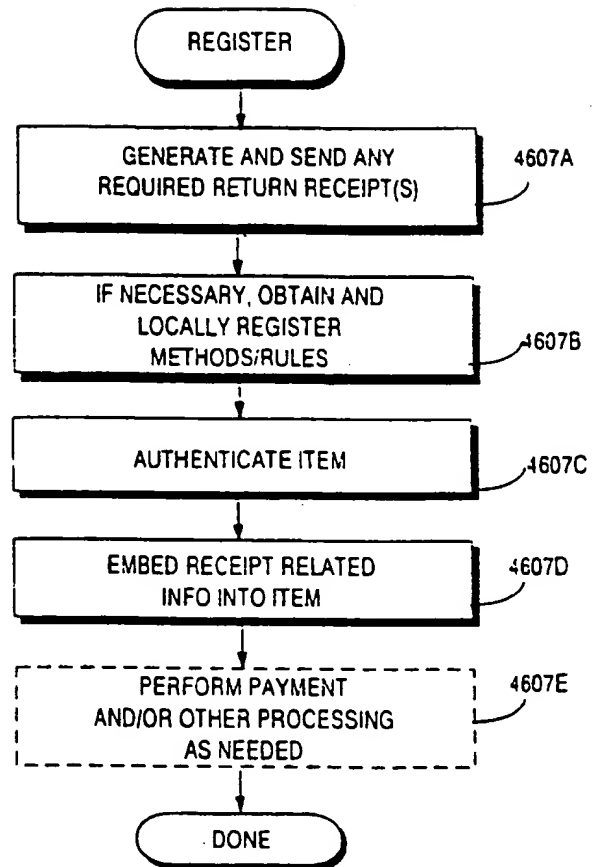 REGISTER
GENERATE AND SEND ANY
REQUIRED RETURN RECEIPT(S)
4607A
IF NECESSARY, OBTAIN AND
LOCALLY REGISTER
METHODS/RULES
4607B
AUTHENTICATE ITEM
4607C
EMBED RECEIPT RELATED
INFO INTO ITEM
4607D
PERFORM PAYMENT
AND/OR OTHER PROCESSING
AS NEEDED
4607E
DONE